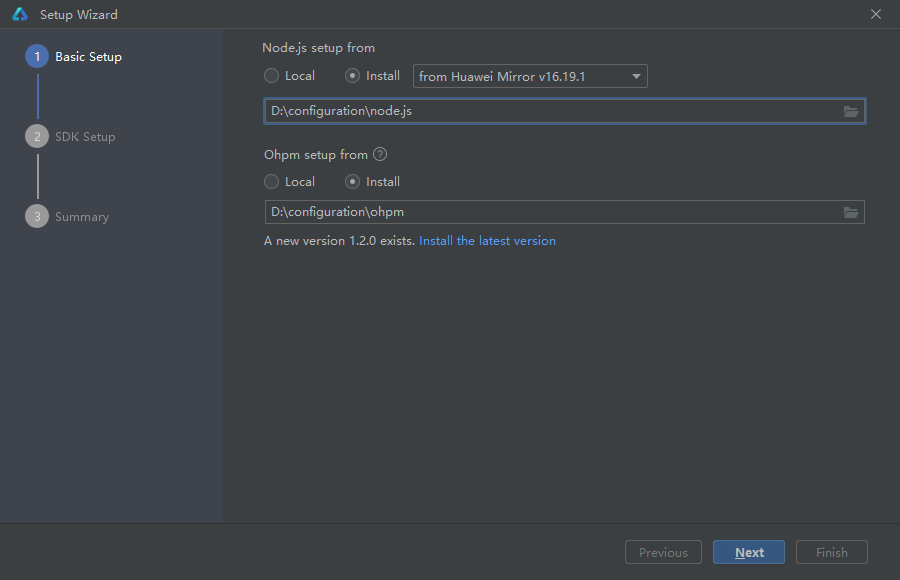 Setup Wizard
1 Basic Setup
2 SDK Setup
3 Summary
Node.js setup from
Local Install from Huawei Mirror v16.19.1
D:\configuration\node.js
Ohpm setup from ?
Local Install
D:\configuration\ohpm
A new version 1.2.0 exists. Install the latest version
Previous Next Finish